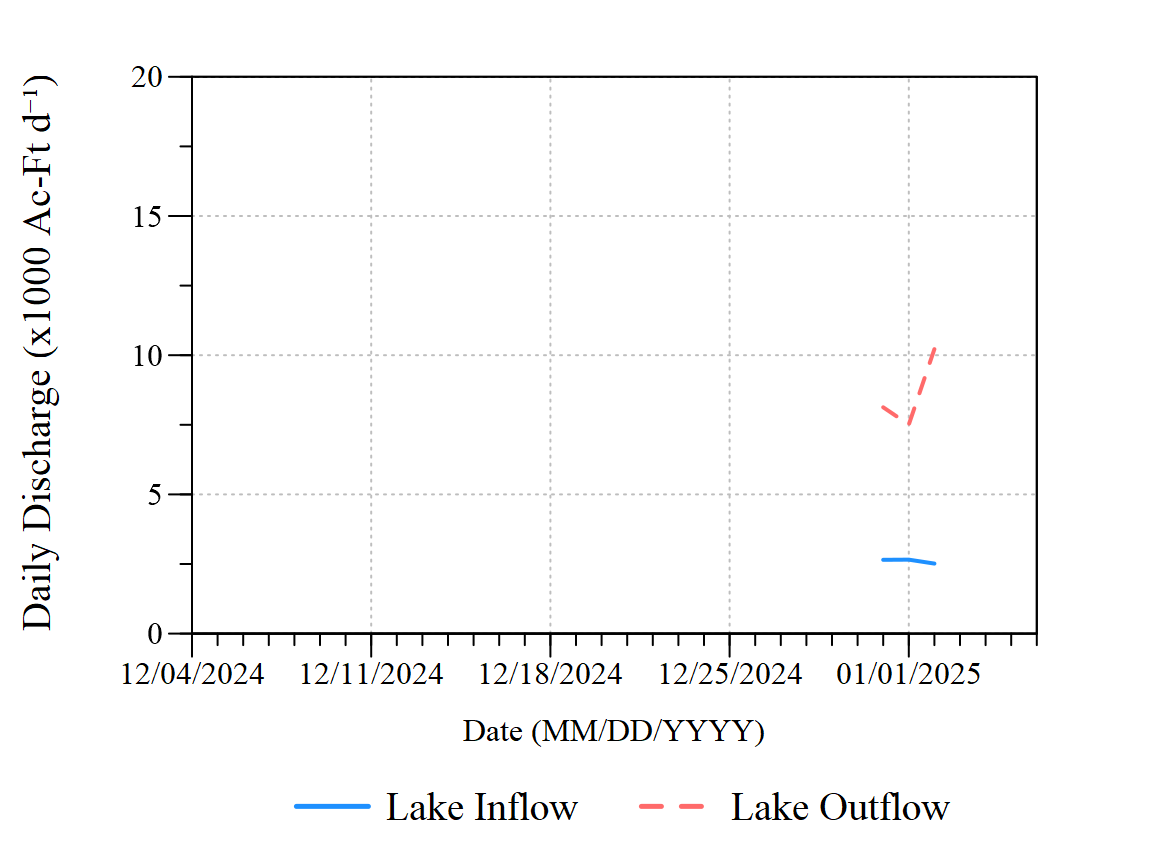 Daily Discharge (x1000 Ac-Ft d⁻¹)
20
15
10
5
0
12/04/2024 12/11/2024 12/18/2024 12/25/2024 01/01/2025
Date (MM/DD/YYYY)
Lake Inflow Lake Outflow